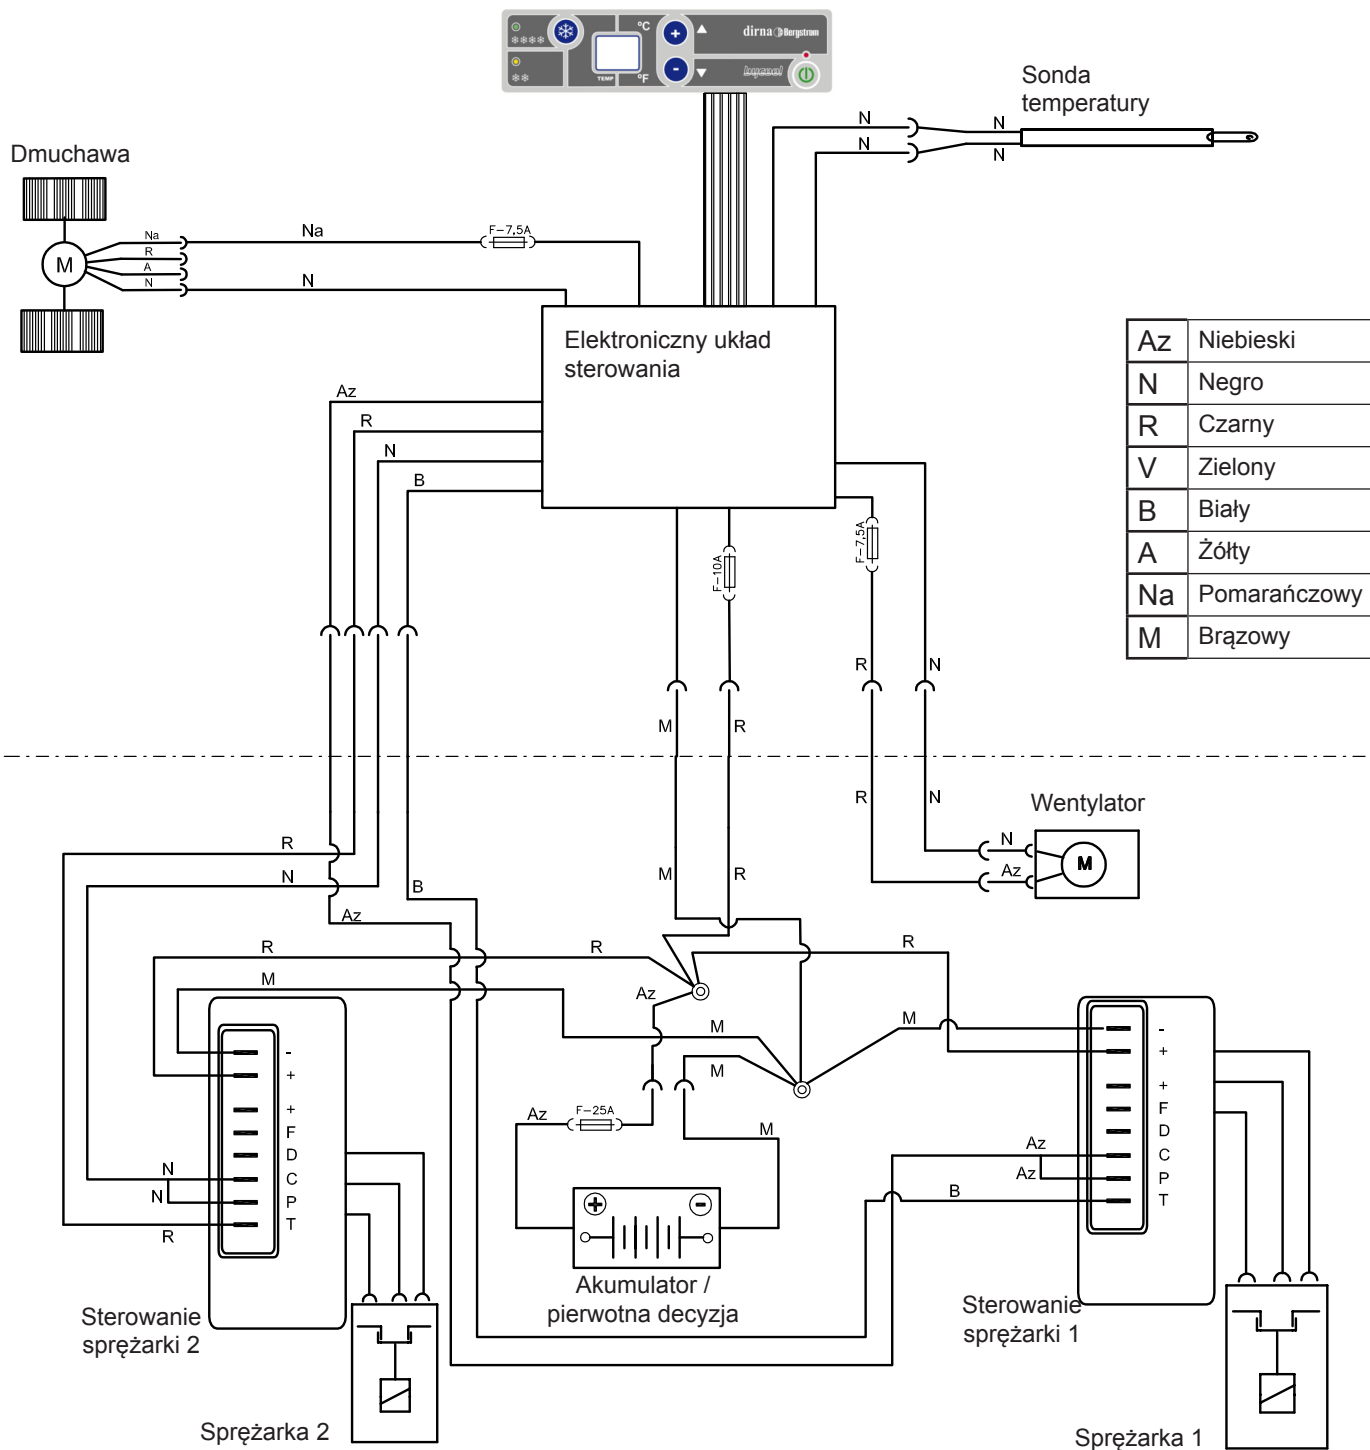 °C
dirna Bergstrom
TEMP
°F
bycool
Sonda
temperatury
N
N
N
N
Dmuchawa
Na
R
A
N
M
Na
N
F-7,5A
Elektroniczny układ
sterowania
Az Niebieski
N Negro
R Czarny
V Zielony
B Biały
A Żółty
Na Pomarańczowy
M Brązowy
Az
R
N
B
F-10A
F-7,5A
R
N
M
R
R
N
Wentylator
N
Az
M
R
N
B
Az
M
R
R
R
R
M
Az
M
M
M
Az
F-25A
M
-
+
+
F
D
C
P
T
N
N
R
-
+
+
F
D
C
P
T
Az
Az
B
+
-
Akumulator /
pierwotna decyzja
Sterowanie
sprężarki 2
Sterowanie
sprężarki 1
Sprężarka 2
Sprężarka 1